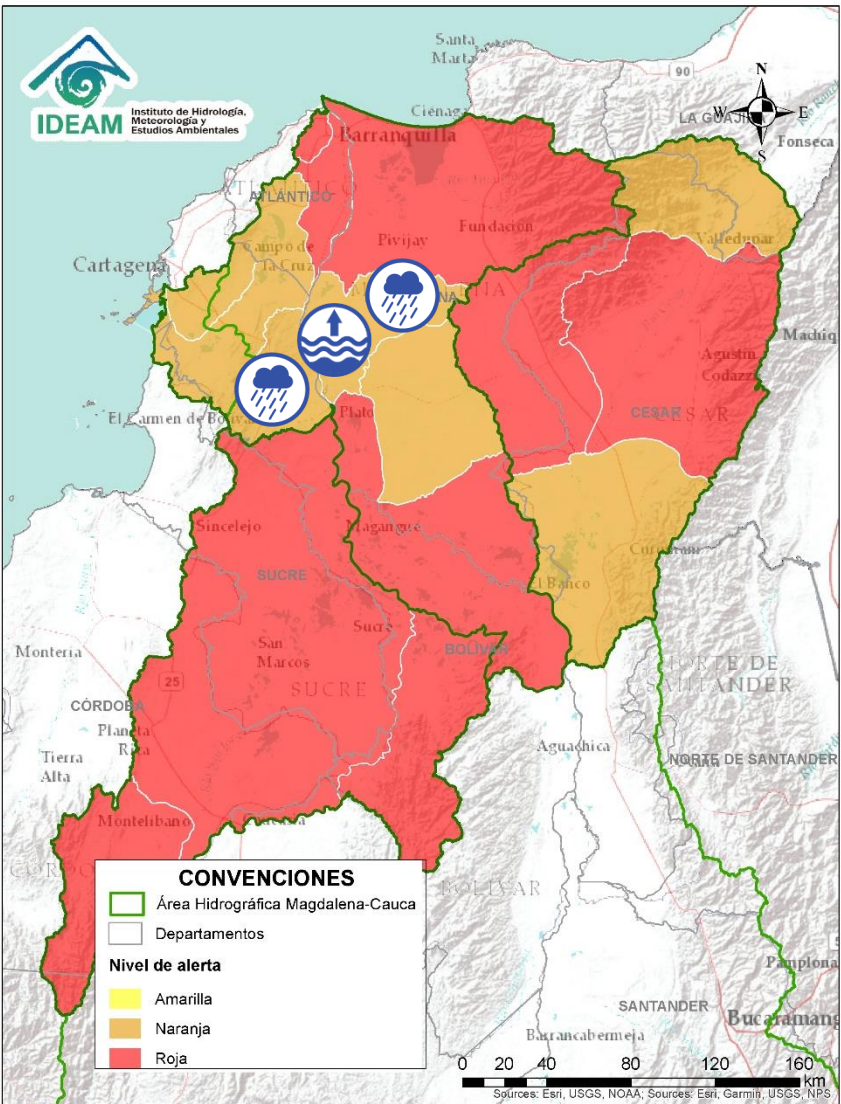 IDEAM
Instituto de Hidrología,
Meteorología y
Estudios Ambientales
Santa
Marta
90
N
W
E
S
Ciénaga
Barranquilla
Fonseca
ATLÁNTICO
Pivijay
Fundación
Valledupar
Campo de
la Cruz
Cartagena
Machiq
Agustín
Codazzi
CESAR
CESAR
Plato
El Carmen de Bolívar
Sincelejo
Magangué
SUCRE
El Banco
Sucre
San
Marcos
BOLÍVAR
Montería
SUCRE
NORTE DE
SANTANDER
25
CÓRDOBA
Planeta
Rica
Tierra
Alta
Aguachica
NORTE DE SANTANDER
Montelíbano
CONVENCIONES
Área Hidrográfica Magdalena-Cauca
Departamentos
Nivel de alerta
Amarilla
Naranja
Roja
BOLÍVAR
Pamplona
SANTANDER
Bucaramang
Barrancabermeja
0 20 40 80 120 160
km
Sources: Esri, USGS, NOAA; Sources: Esri, Garmin, USGS, NPS